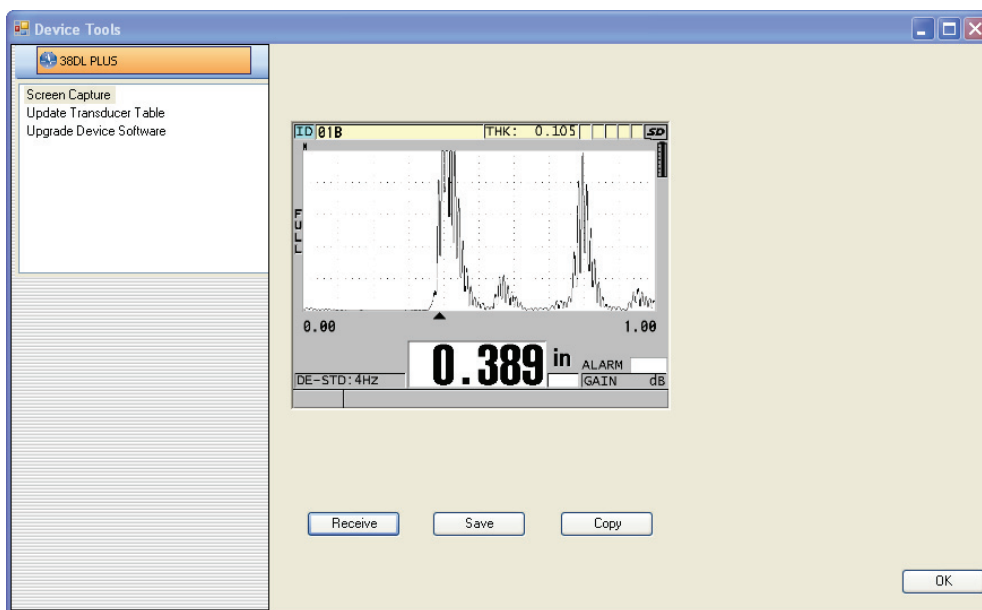 Device Tools
38DL PLUS
Screen Capture
Update Transducer Table
Upgrade Device Software
ID 01B THK: 0.105 SD
FULL
0.00 1.00
0.389 in ALARM
DE-STD:4HZ GAIN dB
Receive Save Copy
OK